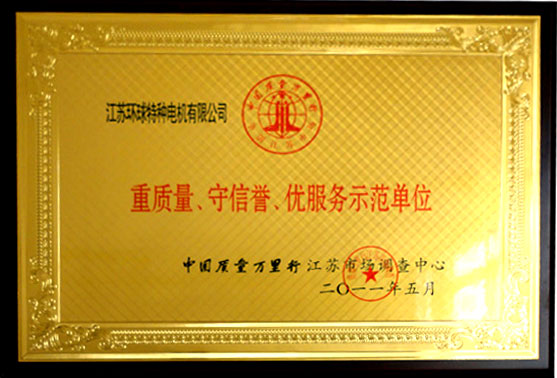 江苏环球特种电机有限公司
重质量、守信誉、优服务示范单位
中国质量万里行江苏市场调查中心
二〇一一年五月